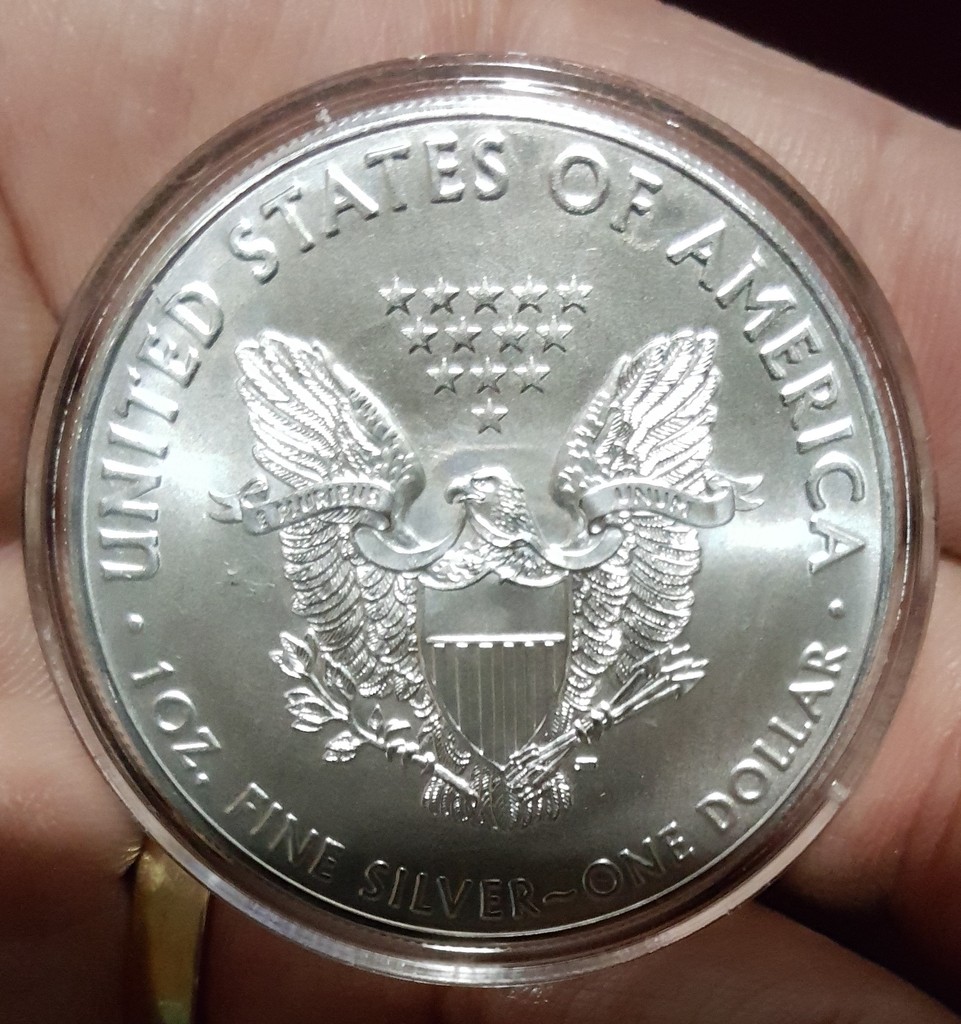 UNITED STATES OF AMERICA
E PLURIBUS UNUM
· 1 OZ. FINE SILVER~ONE DOLLAR ·